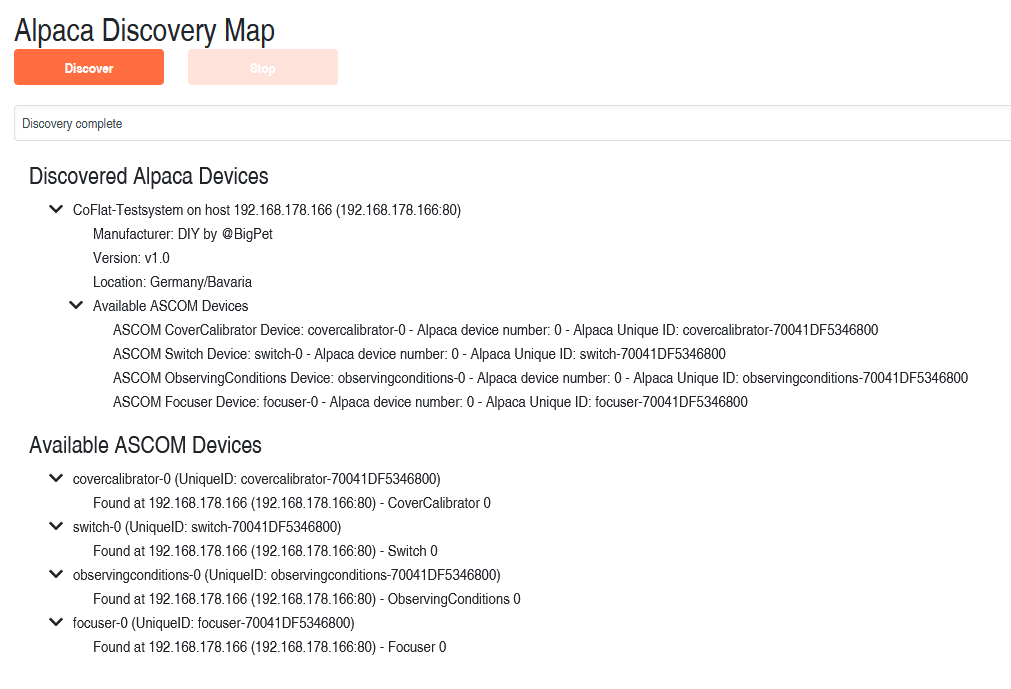 Alpaca Discovery Map
Discover
Stop
Discovery complete
Discovered Alpaca Devices
CoFlat-Testsystem on host 192.168.178.166 (192.168.178.166:80)
Manufacturer: DIY by @BigPet
Version: v1.0
Location: Germany/Bavaria
Available ASCOM Devices
ASCOM CoverCalibrator Device: covercalibrator-0 - Alpaca device number: 0 - Alpaca Unique ID: covercalibrator-70041DF5346800
ASCOM Switch Device: switch-0 - Alpaca device number: 0 - Alpaca Unique ID: switch-70041DF5346800
ASCOM ObservingConditions Device: observingconditions-0 - Alpaca device number: 0 - Alpaca Unique ID: observingconditions-70041DF5346800
ASCOM Focuser Device: focuser-0 - Alpaca device number: 0 - Alpaca Unique ID: focuser-70041DF5346800
Available ASCOM Devices
covercalibrator-0 (UniqueID: covercalibrator-70041DF5346800)
Found at 192.168.178.166 (192.168.178.166:80) - CoverCalibrator 0
switch-0 (UniqueID: switch-70041DF5346800)
Found at 192.168.178.166 (192.168.178.166:80) - Switch 0
observingconditions-0 (UniqueID: observingconditions-70041DF5346800)
Found at 192.168.178.166 (192.168.178.166:80) - ObservingConditions 0
focuser-0 (UniqueID: focuser-70041DF5346800)
Found at 192.168.178.166 (192.168.178.166:80) - Focuser 0